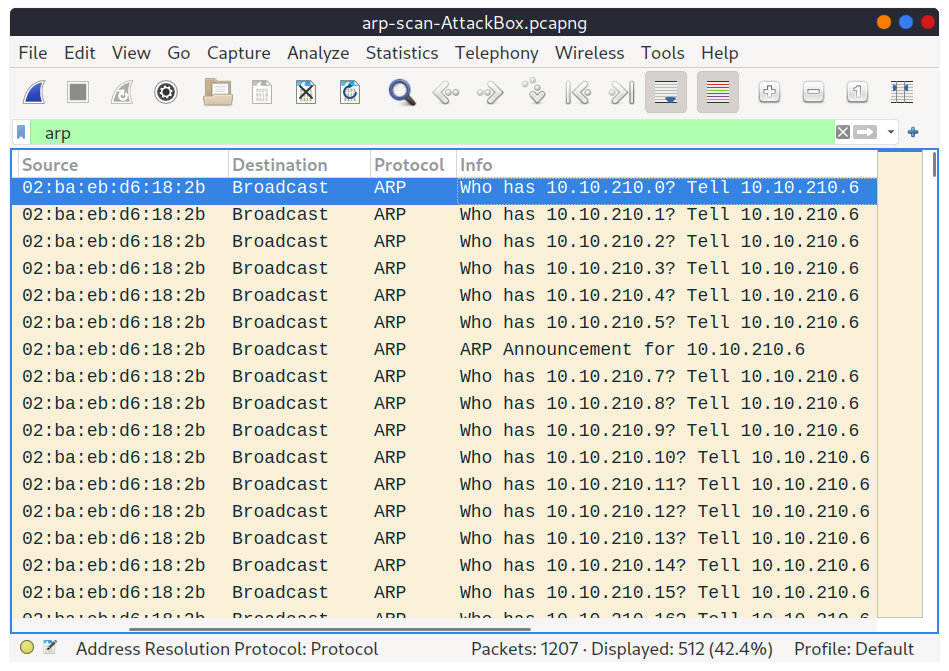 arp-scan-AttackBox.pcapng
File Edit View Go Capture Analyze Statistics Telephony Wireless Tools Help
arp
Source Destination Protocol Info
02:ba:eb:d6:18:2b Broadcast ARP Who has 10.10.210.0? Tell 10.10.210.6
02:ba:eb:d6:18:2b Broadcast ARP Who has 10.10.210.1? Tell 10.10.210.6
02:ba:eb:d6:18:2b Broadcast ARP Who has 10.10.210.2? Tell 10.10.210.6
02:ba:eb:d6:18:2b Broadcast ARP Who has 10.10.210.3? Tell 10.10.210.6
02:ba:eb:d6:18:2b Broadcast ARP Who has 10.10.210.4? Tell 10.10.210.6
02:ba:eb:d6:18:2b Broadcast ARP Who has 10.10.210.5? Tell 10.10.210.6
02:ba:eb:d6:18:2b Broadcast ARP ARP Announcement for 10.10.210.6
02:ba:eb:d6:18:2b Broadcast ARP Who has 10.10.210.7? Tell 10.10.210.6
02:ba:eb:d6:18:2b Broadcast ARP Who has 10.10.210.8? Tell 10.10.210.6
02:ba:eb:d6:18:2b Broadcast ARP Who has 10.10.210.9? Tell 10.10.210.6
02:ba:eb:d6:18:2b Broadcast ARP Who has 10.10.210.10? Tell 10.10.210.6
02:ba:eb:d6:18:2b Broadcast ARP Who has 10.10.210.11? Tell 10.10.210.6
02:ba:eb:d6:18:2b Broadcast ARP Who has 10.10.210.12? Tell 10.10.210.6
02:ba:eb:d6:18:2b Broadcast ARP Who has 10.10.210.13? Tell 10.10.210.6
02:ba:eb:d6:18:2b Broadcast ARP Who has 10.10.210.14? Tell 10.10.210.6
02:ba:eb:d6:18:2b Broadcast ARP Who has 10.10.210.15? Tell 10.10.210.6
Address Resolution Protocol: Protocol Packets: 1207 · Displayed: 512 (42.4%) Profile: Default